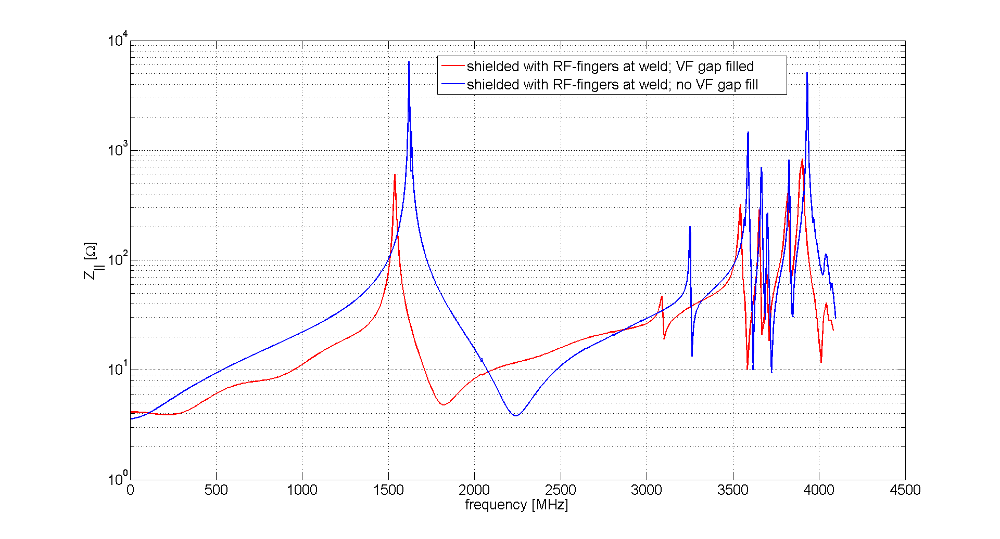 10^4
shielded with RF-fingers at weld; VF gap filled
shielded with RF-fingers at weld; no VF gap fill
10^3
10^2
Z_|| [Ω]
10^1
10^0
0 500 1000 1500 2000 2500 3000 3500 4000 4500
frequency [MHz]